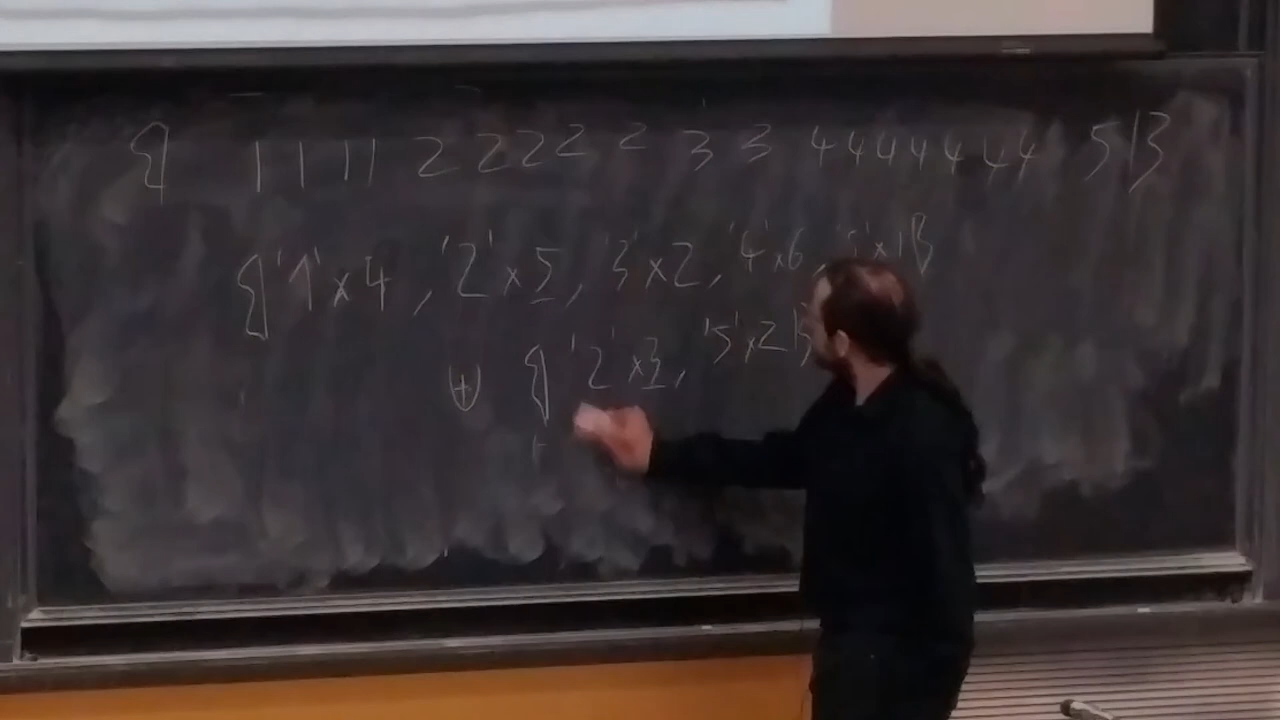 {| 1 1 1 1 2 2 2 2 2 3 3 4 4 4 4 4 4 4 5 |}
{| '1' x 4 , '2' x 5 , '3' x 2 , '4' x 6 , '5' x 1 |}
⊎ {| '2' x 3 , '5' x 2 |}